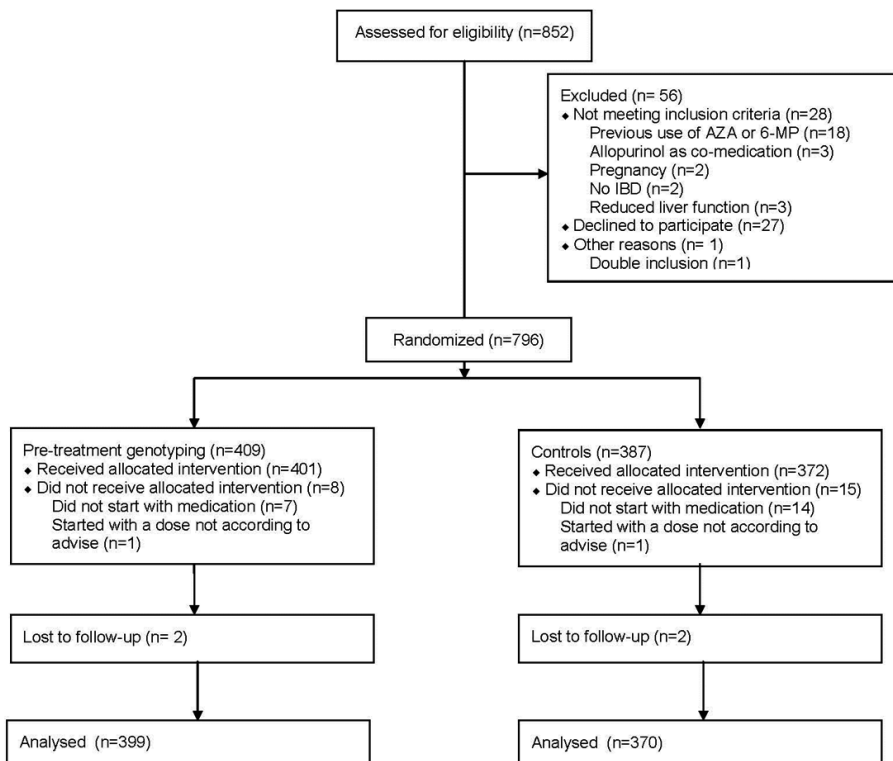 Assessed for eligibility (n=852)
Excluded (n= 56)
◆ Not meeting inclusion criteria (n=28)
Previous use of AZA or 6-MP (n=18)
Allopurinol as co-medication (n=3)
Pregnancy (n=2)
No IBD (n=2)
Reduced liver function (n=3)
◆ Declined to participate (n=27)
◆ Other reasons (n= 1)
Double inclusion (n=1)
Randomized (n=796)
Pre-treatment genotyping (n=409)
◆ Received allocated intervention (n=401)
◆ Did not receive allocated intervention (n=8)
Did not start with medication (n=7)
Started with a dose not according to
advise (n=1)
Controls (n=387)
◆ Received allocated intervention (n=372)
◆ Did not receive allocated intervention (n=15)
Did not start with medication (n=14)
Started with a dose not according to
advise (n=1)
Lost to follow-up (n= 2)
Lost to follow-up (n=2)
Analysed (n=399)
Analysed (n=370)